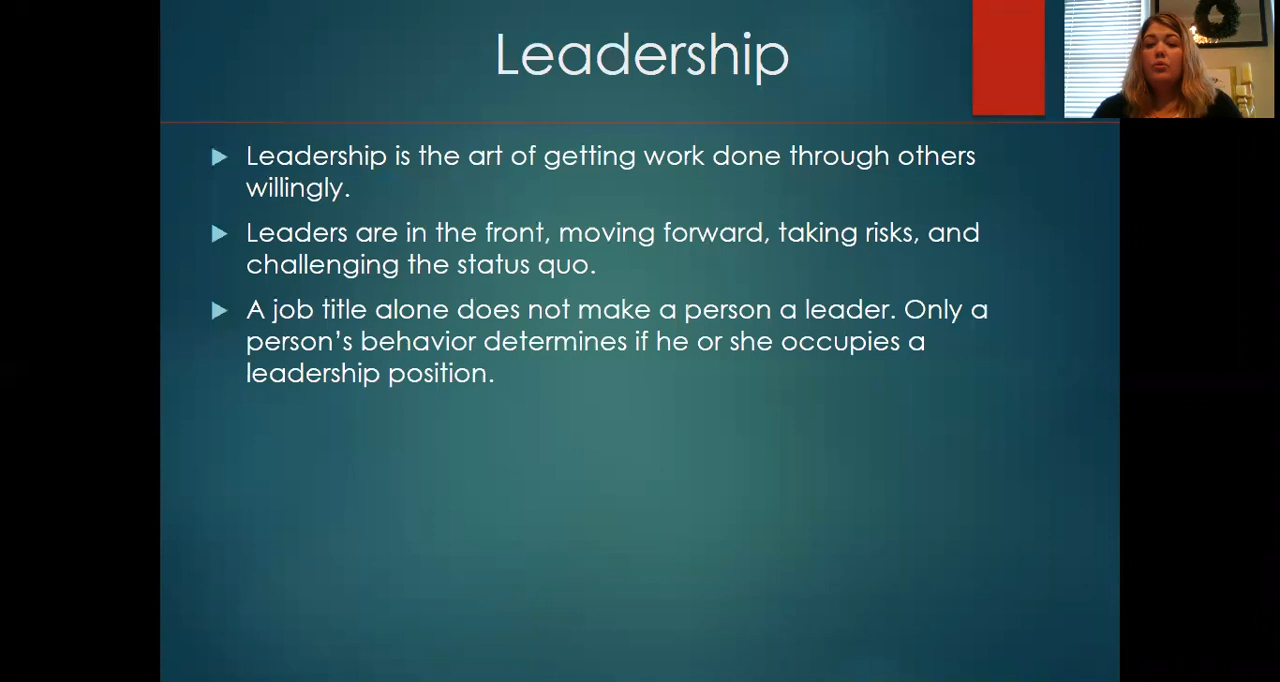 Leadership
Leadership is the art of getting work done through others
willingly.
Leaders are in the front, moving forward, taking risks, and
challenging the status quo.
A job title alone does not make a person a leader. Only a
person’s behavior determines if he or she occupies a
leadership position.